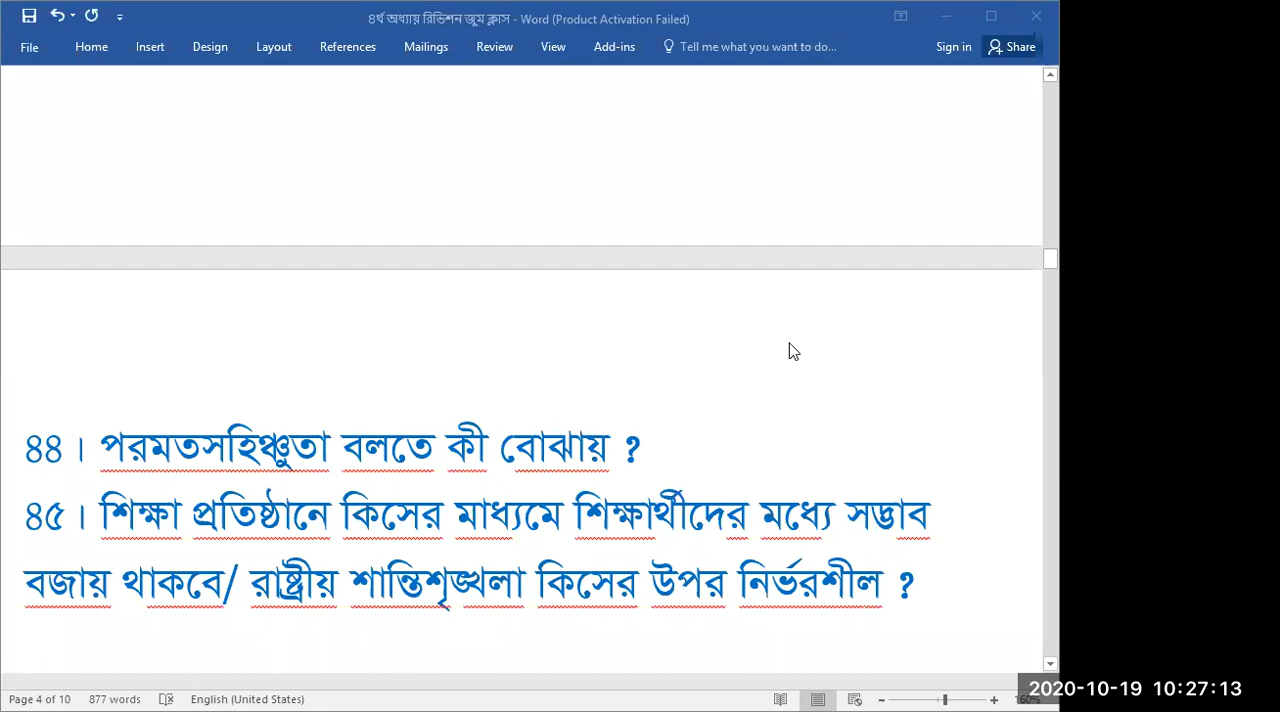 ৪র্থ অধ্যায় রিভিশন জুম ক্লাস - Word (Product Activation Failed)
File Home Insert Design Layout References Mailings Review View Add-ins Tell me what you want to do... Sign in Share
৪৪। পরমতসহিষ্ণুতা বলতে কী বোঝায় ?
৪৫। শিক্ষা প্রতিষ্ঠানে কিসের মাধ্যমে শিক্ষার্থীদের মধ্যে সদ্ভাব
বজায় থাকবে/ রাষ্ট্রীয় শান্তিশৃঙ্খলা কিসের উপর নির্ভরশীল ?
2020-10-19 10:27:13
Page 4 of 10 877 words English (United States)